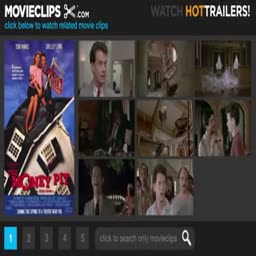 MOVIECLIPS .COM
WATCH HOTTRAILERS!
click below to watch related movie clips
TOM HANKS SHELLEY LONG
The MONEY PIT
1 2 3 4 5
click to search only movieclips